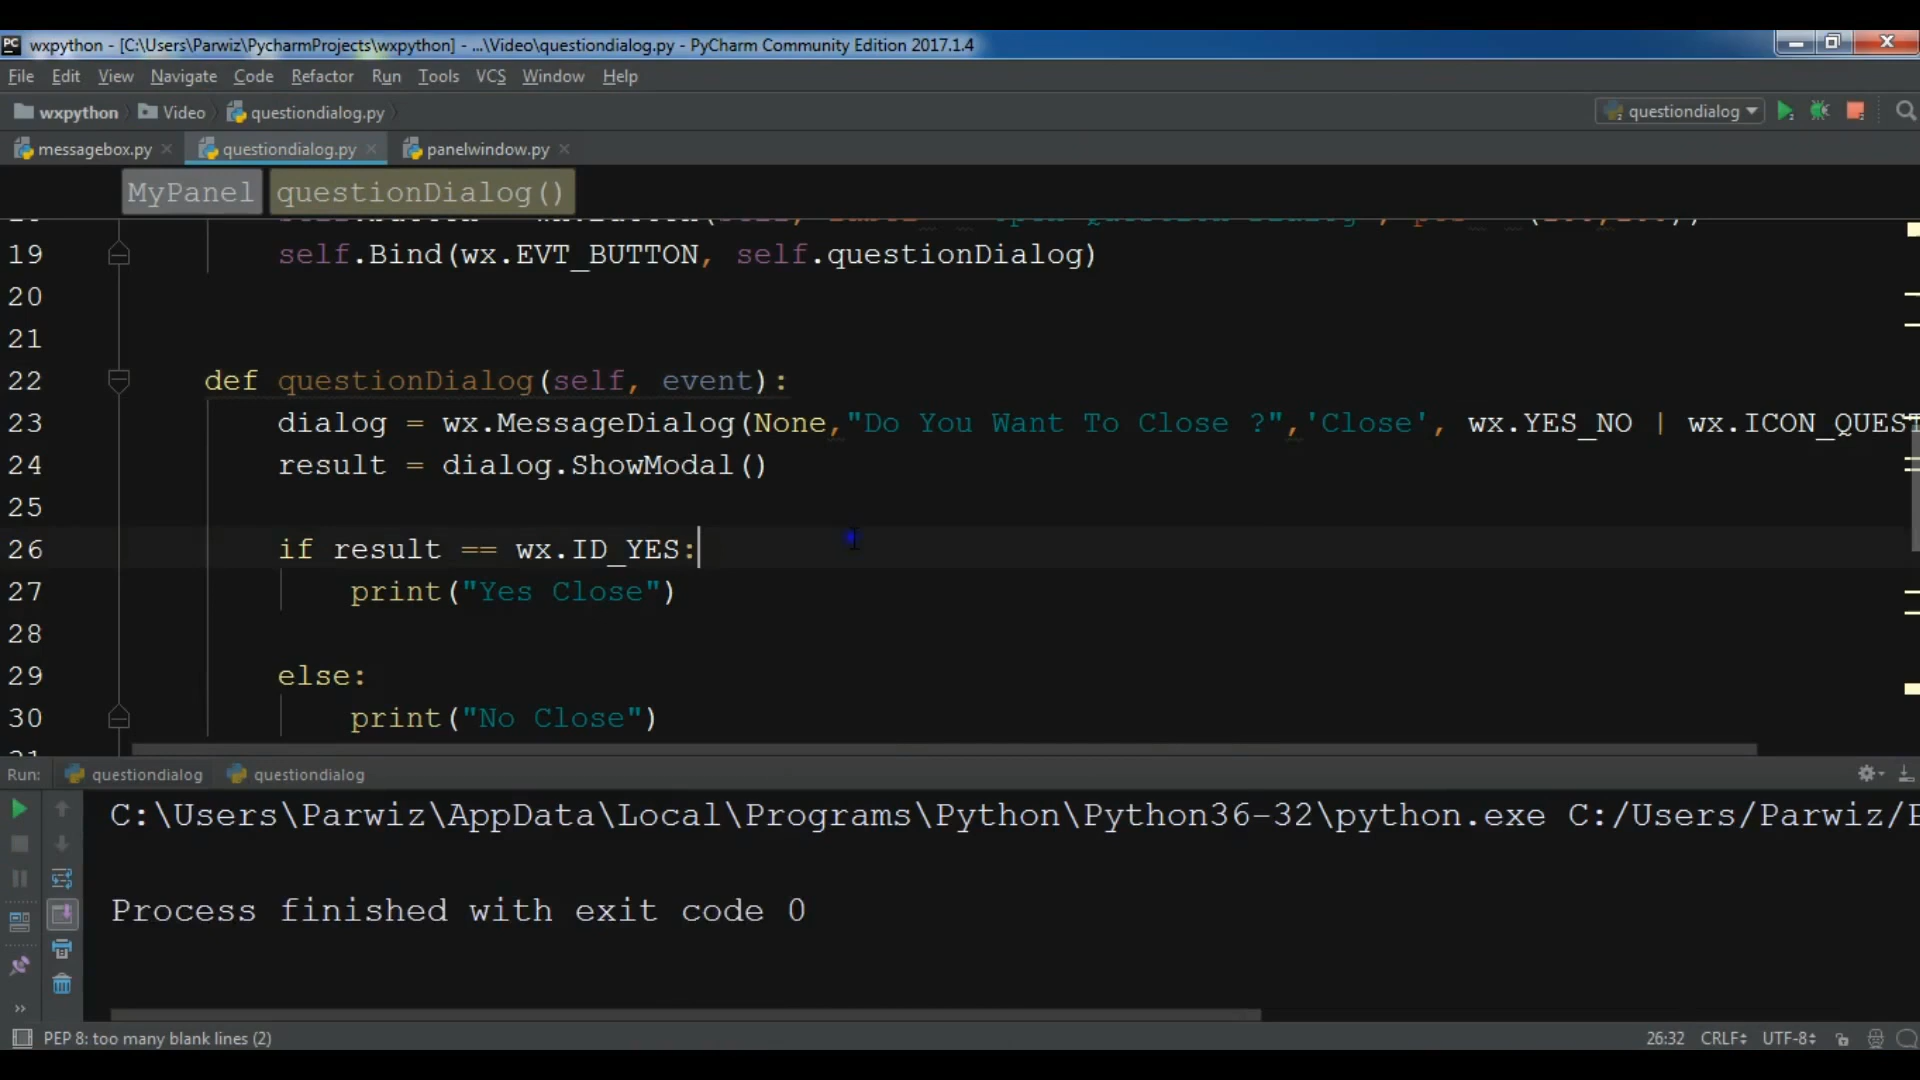 wxpython - [C:\Users\Parwiz\PycharmProjects\wxpython] - ...\Video\questiondialog.py - PyCharm Community Edition 2017.1.4
File Edit View Navigate Code Refactor Run Tools VCS Window Help
wxpython Video questiondialog.py questiondialog
messagebox.py questiondialog.py panelwindow.py
MyPanel questionDialog()
19 self.Bind(wx.EVT_BUTTON, self.questionDialog)
20
21
22 def questionDialog(self, event):
23 dialog = wx.MessageDialog(None,"Do You Want To Close ?",'Close', wx.YES_NO | wx.ICON_QUEST
24 result = dialog.ShowModal()
25
26 if result == wx.ID_YES:
27 print("Yes Close")
28
29 else:
30 print("No Close")
Run: questiondialog questiondialog
C:\Users\Parwiz\AppData\Local\Programs\Python\Python36-32\python.exe C:/Users/Parwiz/P
Process finished with exit code 0
PEP 8: too many blank lines (2) 26:32 CRLF UTF-8